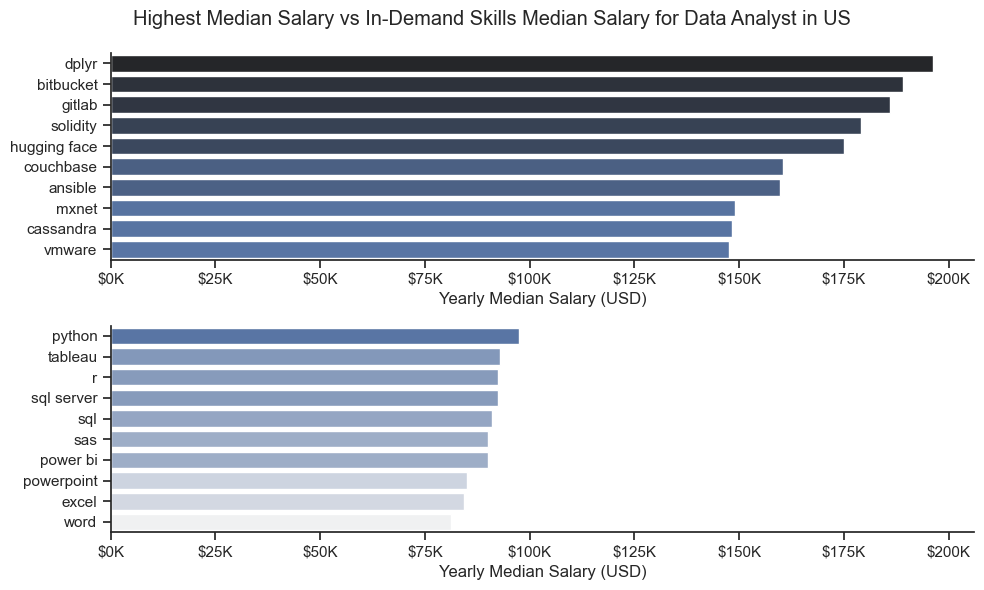 Highest Median Salary vs In-Demand Skills Median Salary for Data Analyst in US
dplyr
bitbucket
gitlab
solidity
hugging face
couchbase
ansible
mxnet
cassandra
vmware
$0K $25K $50K $75K $100K $125K $150K $175K $200K
Yearly Median Salary (USD)
python
tableau
r
sql server
sql
sas
power bi
powerpoint
excel
word
$0K $25K $50K $75K $100K $125K $150K $175K $200K
Yearly Median Salary (USD)